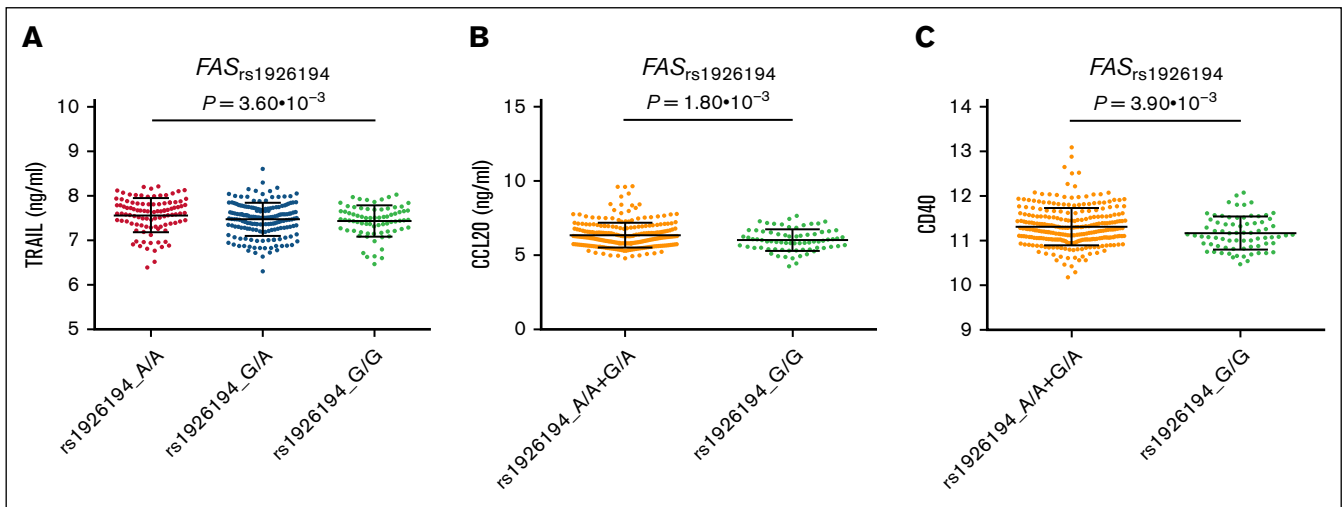 A
FASrs1926194
P = 3.60•10−3
TRAIL (ng/ml)
10
9
8
7
6
5
rs1926194_A/A
rs1926194_G/A
rs1926194_G/G
B
FASrs1926194
P = 1.80•10−3
CCL20 (ng/ml)
15
10
5
0
rs1926194_A/A+G/A
rs1926194_G/G
C
FASrs1926194
P = 3.90•10−3
CD40
14
13
12
11
10
9
rs1926194_A/A+G/A
rs1926194_G/G